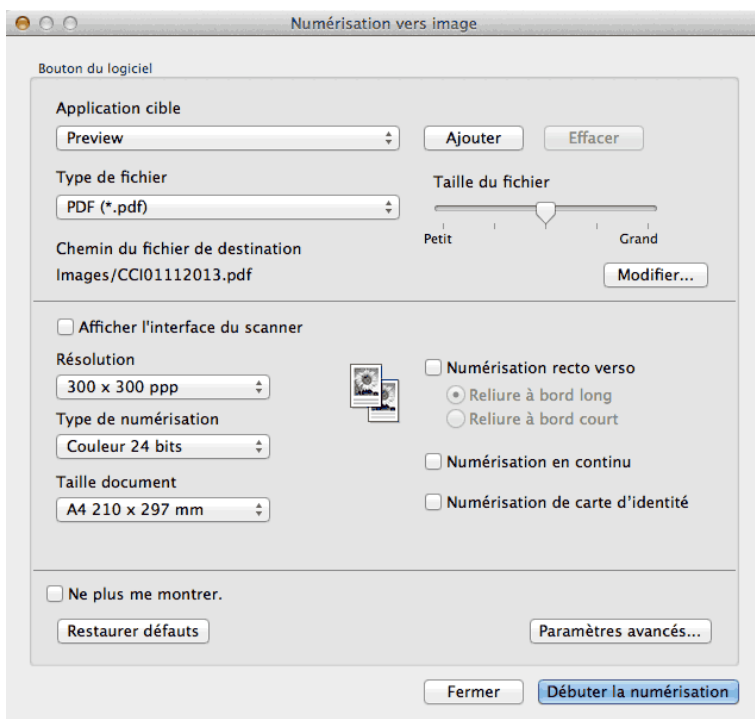 Numérisation vers image
Bouton du logiciel
Application cible
Preview
Ajouter
Effacer
Type de fichier
Taille du fichier
PDF (*.pdf)
Petit
Grand
Chemin du fichier de destination
Images/CCI01112013.pdf
Modifier...
Afficher l'interface du scanner
Résolution
300 x 300 ppp
Type de numérisation
Couleur 24 bits
Taille document
A4 210 x 297 mm
Numérisation recto verso
Reliure à bord long
Reliure à bord court
Numérisation en continu
Numérisation de carte d’identité
Ne plus me montrer.
Restaurer défauts
Paramètres avancés...
Fermer
Débuter la numérisation